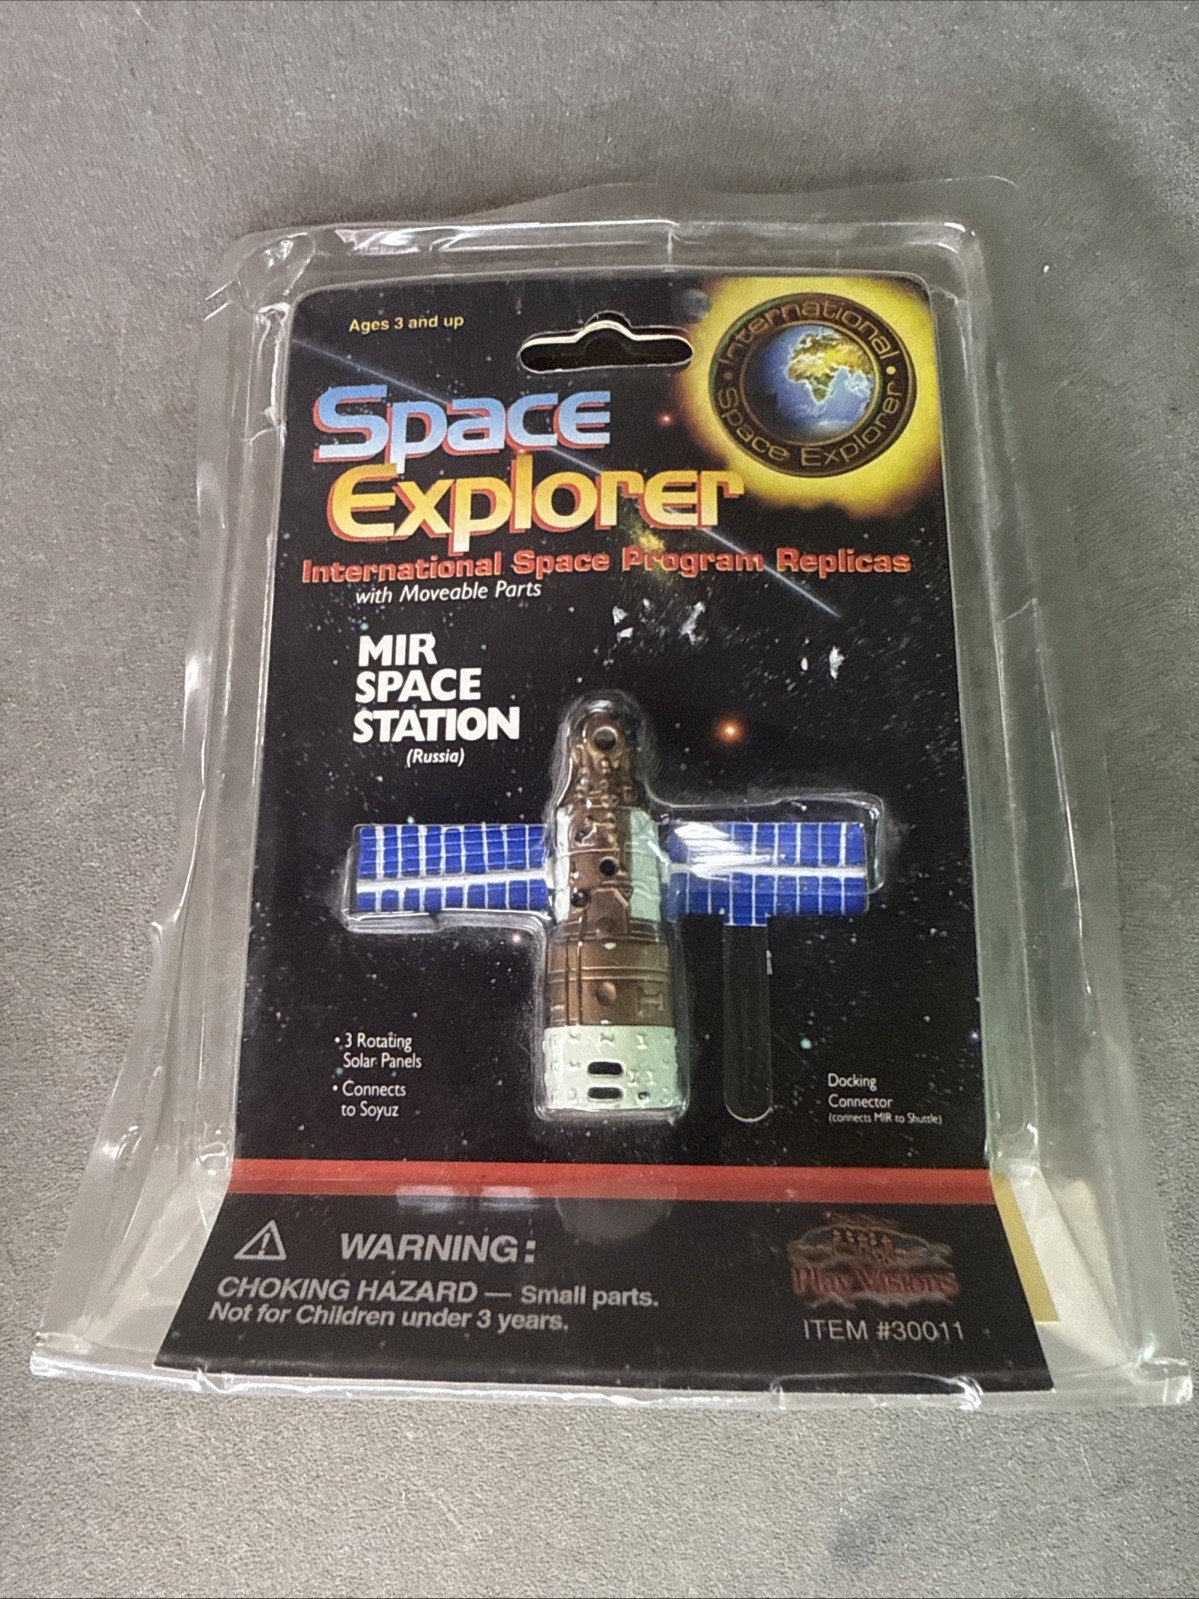 Ages 3 and up
International
• Space Explorer •
Space
Explorer
International Space Program Replicas
with Moveable Parts
MIR
SPACE
STATION
(Russia)
• 3 Rotating
Solar Panels
• Connects
to Soyuz
Docking
Connector
(connects MIR to Shuttle)
WARNING:
CHOKING HAZARD — Small parts.
Not for Children under 3 years.
Play Visions
ITEM #30011